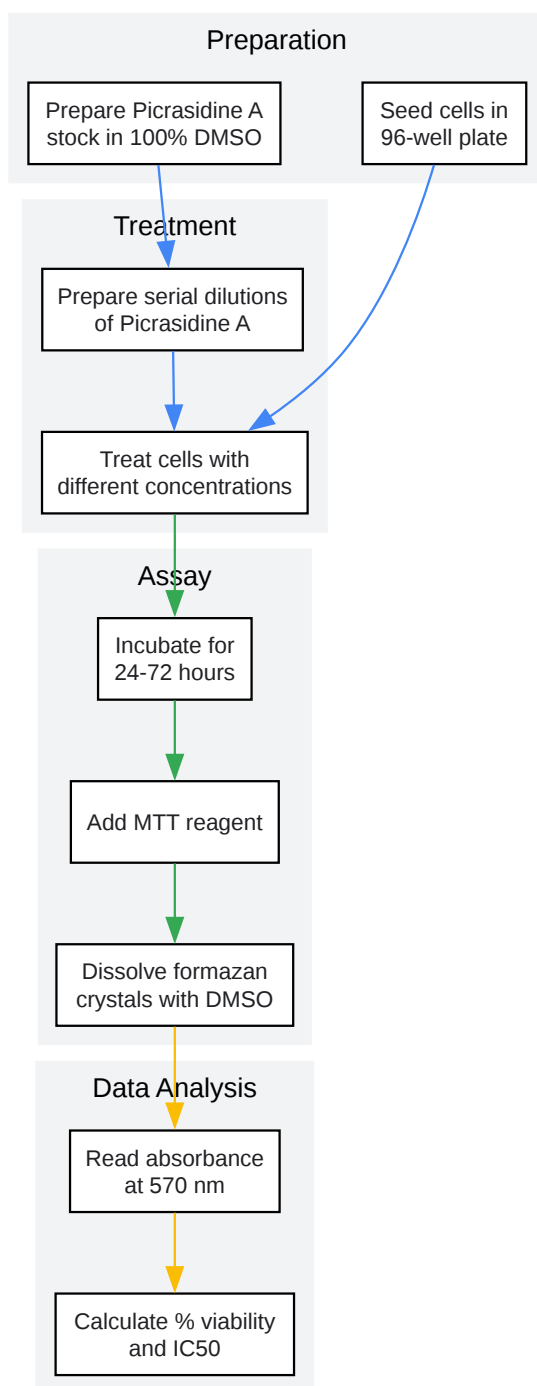 Preparation
Prepare Picrasidine A
stock in 100% DMSO
Seed cells in
96-well plate
Treatment
Prepare serial dilutions
of Picrasidine A
Treat cells with
different concentrations
Assay
Incubate for
24-72 hours
Add MTT reagent
Dissolve formazan
crystals with DMSO
Data Analysis
Read absorbance
at 570 nm
Calculate % viability
and IC50